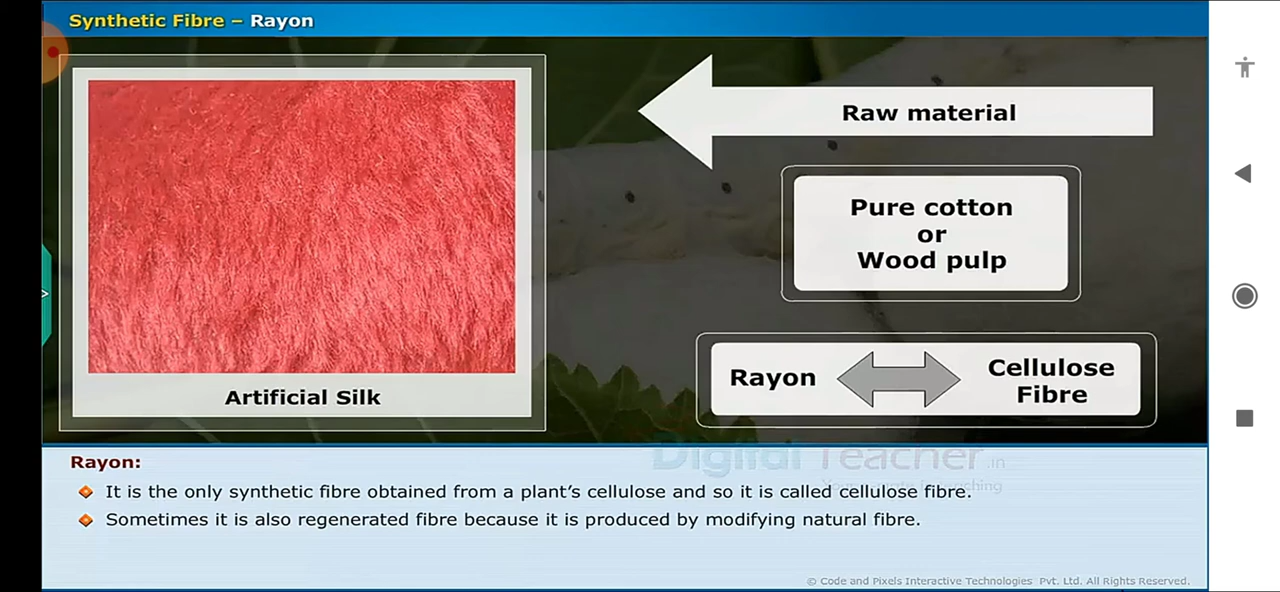 Synthetic Fibre – Rayon
Raw material
Pure cotton
or
Wood pulp
Rayon
Cellulose
Fibre
Artificial Silk
Digital Teacher.in
Rayon:
It is the only synthetic fibre obtained from a plant's cellulose and so it is called cellulose fibre.
Sometimes it is also regenerated fibre because it is produced by modifying natural fibre.
© Code and Pixels Interactive Technologies Pvt. Ltd. All Rights Reserved.